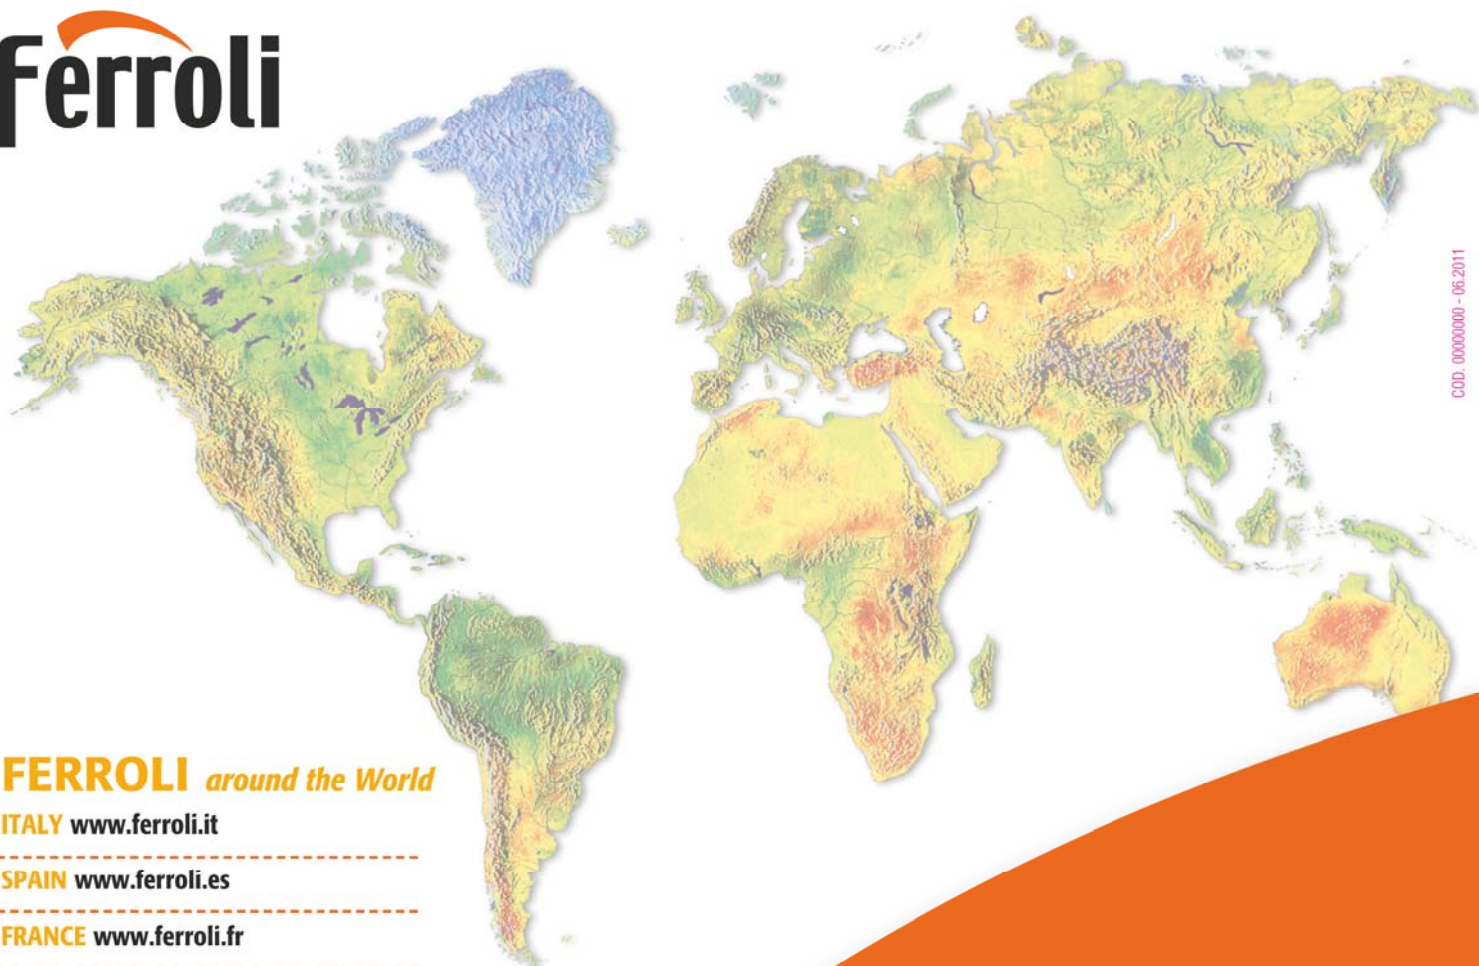 Ferroli
COD. 00000000 - 06.2011
FERROLI around the World
ITALY www.ferroli.it
SPAIN www.ferroli.es
FRANCE www.ferroli.fr